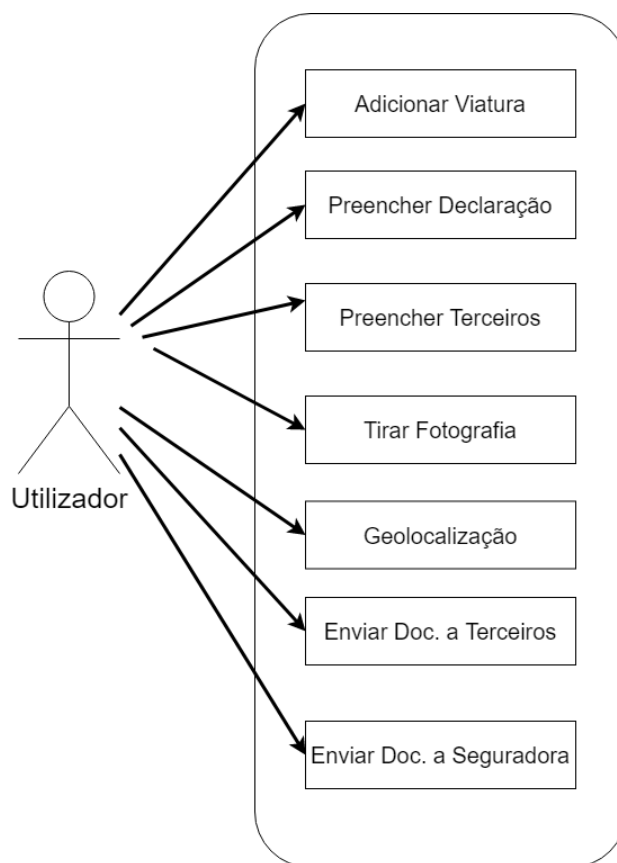 Adicionar Viatura
Preencher Declaração
Preencher Terceiros
Tirar Fotografia
Geolocalização
Enviar Doc. a Terceiros
Enviar Doc. a Seguradora
Utilizador